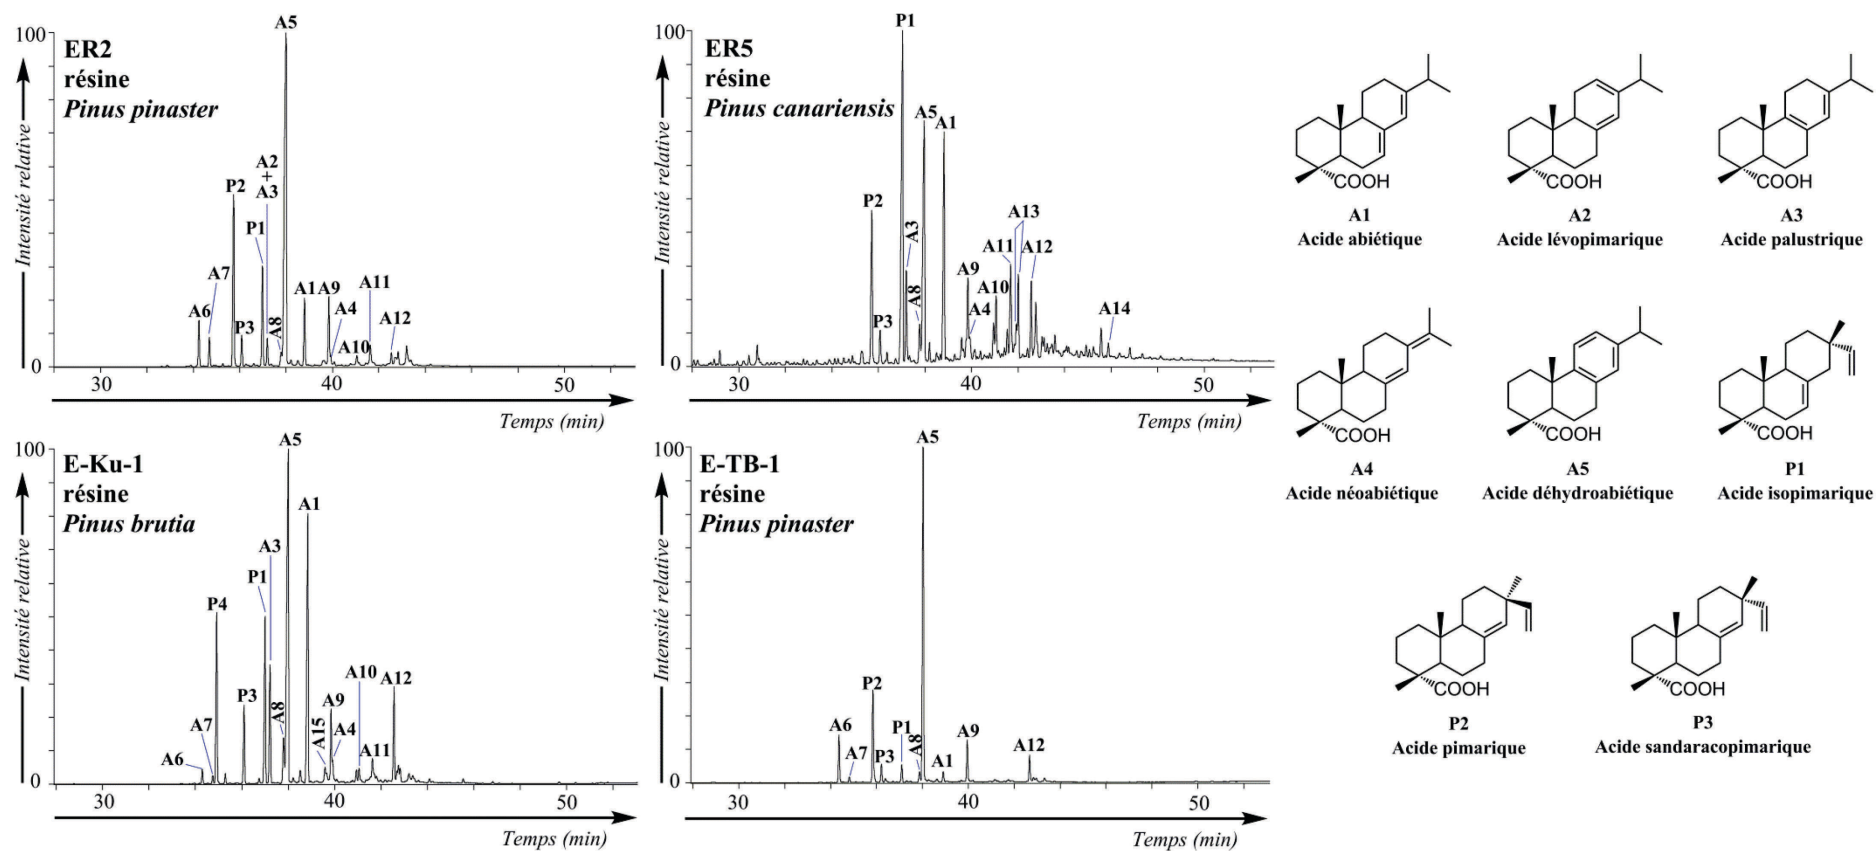 ER2
résine
Pinus pinaster
100
0
Intensité relative
A6
A7
P2
P3
P1
A2
+
A3
A8
A5
A1
A9
A4
A10
A11
A12
30
40
50
Temps (min)
ER5
résine
Pinus canariensis
100
0
Intensité relative
P2
P3
P1
A3
A8
A5
A1
A9
A4
A10
A11
A13
A12
A14
30
40
50
Temps (min)
E-Ku-1
résine
Pinus brutia
100
0
Intensité relative
A6
A7
P4
P3
P1
A3
A8
A5
A1
A15
A9
A4
A10
A11
A12
30
40
50
Temps (min)
E-TB-1
résine
Pinus pinaster
100
0
Intensité relative
A6
A7
P2
P3
P1
A8
A5
A1
A9
A12
30
40
50
Temps (min)
COOH
COOH
COOH
A1
A2
A3
Acide abiétique
Acide lévopimarique
Acide palustrique
COOH
COOH
COOH
A4
A5
P1
Acide néoabiétique
Acide déhydroabiétique
Acide isopimarique
COOH
COOH
P2
P3
Acide pimarique
Acide sandaracopimarique